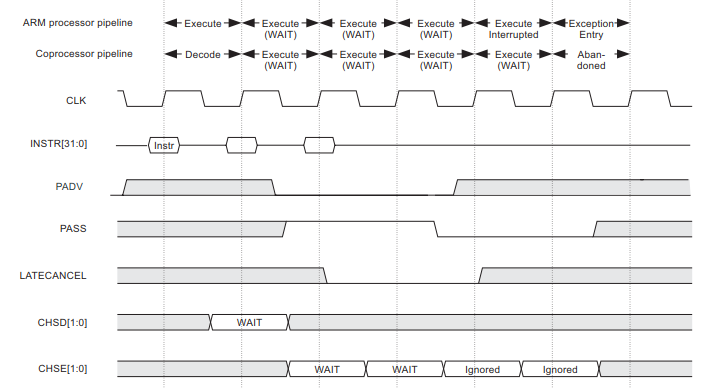 ARM processor pipeline Execute Execute Execute Execute Execute Exception
(WAIT) (WAIT) (WAIT) Interrupted Entry
Coprocessor pipeline Decode Execute Execute Execute Execute Aban-
(WAIT) (WAIT) (WAIT) (WAIT) doned
CLK
INSTR[31:0] Instr
PADV
PASS
LATECANCEL
CHSD[1:0] WAIT
CHSE[1:0] WAIT WAIT Ignored Ignored